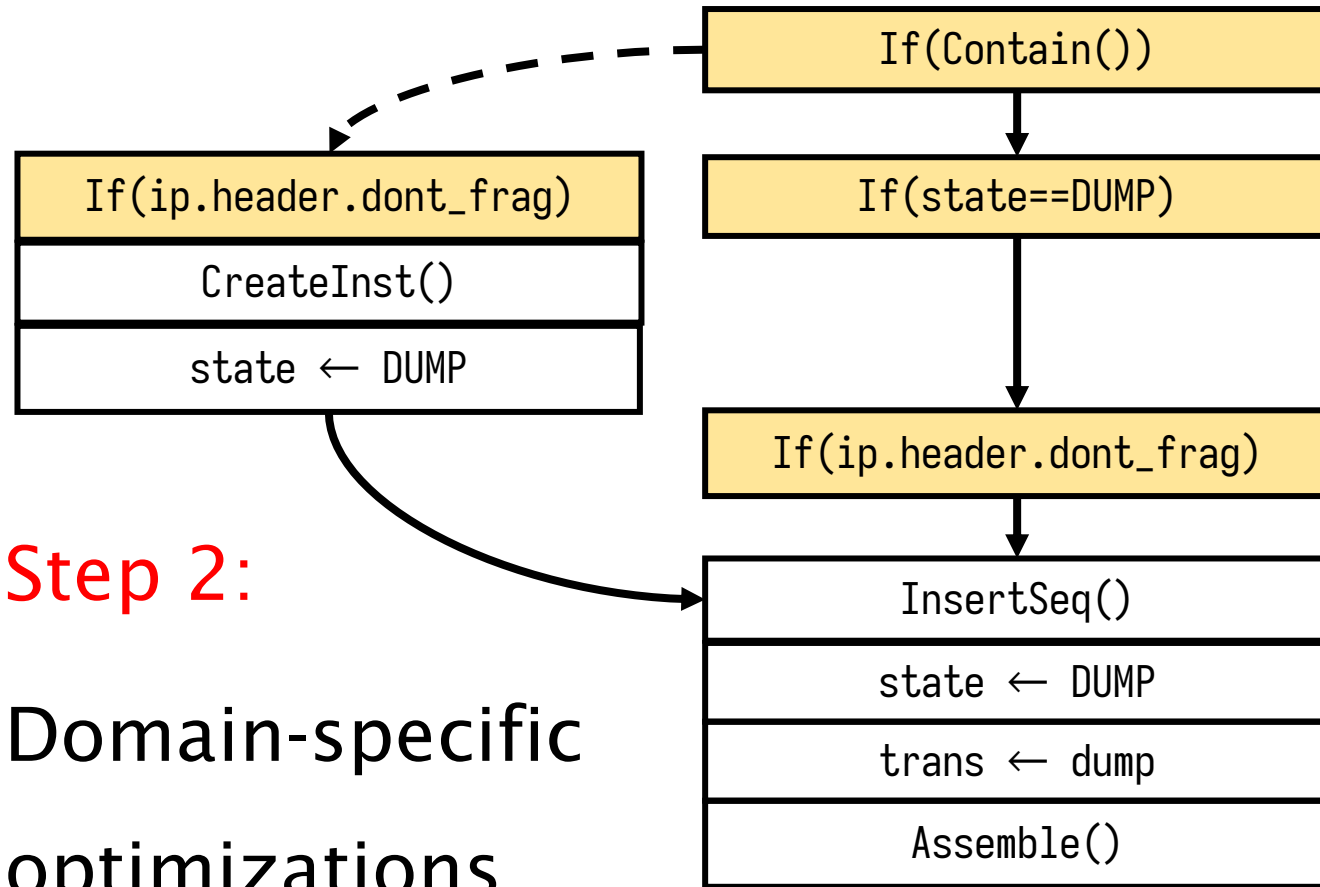 If(Contain())
If(ip.header.dont_frag)
CreateInst()
state ← DUMP
If(state==DUMP)
If(ip.header.dont_frag)
InsertSeq()
state ← DUMP
trans ← dump
Assemble()
Step 2:
Domain-specific
optimizations